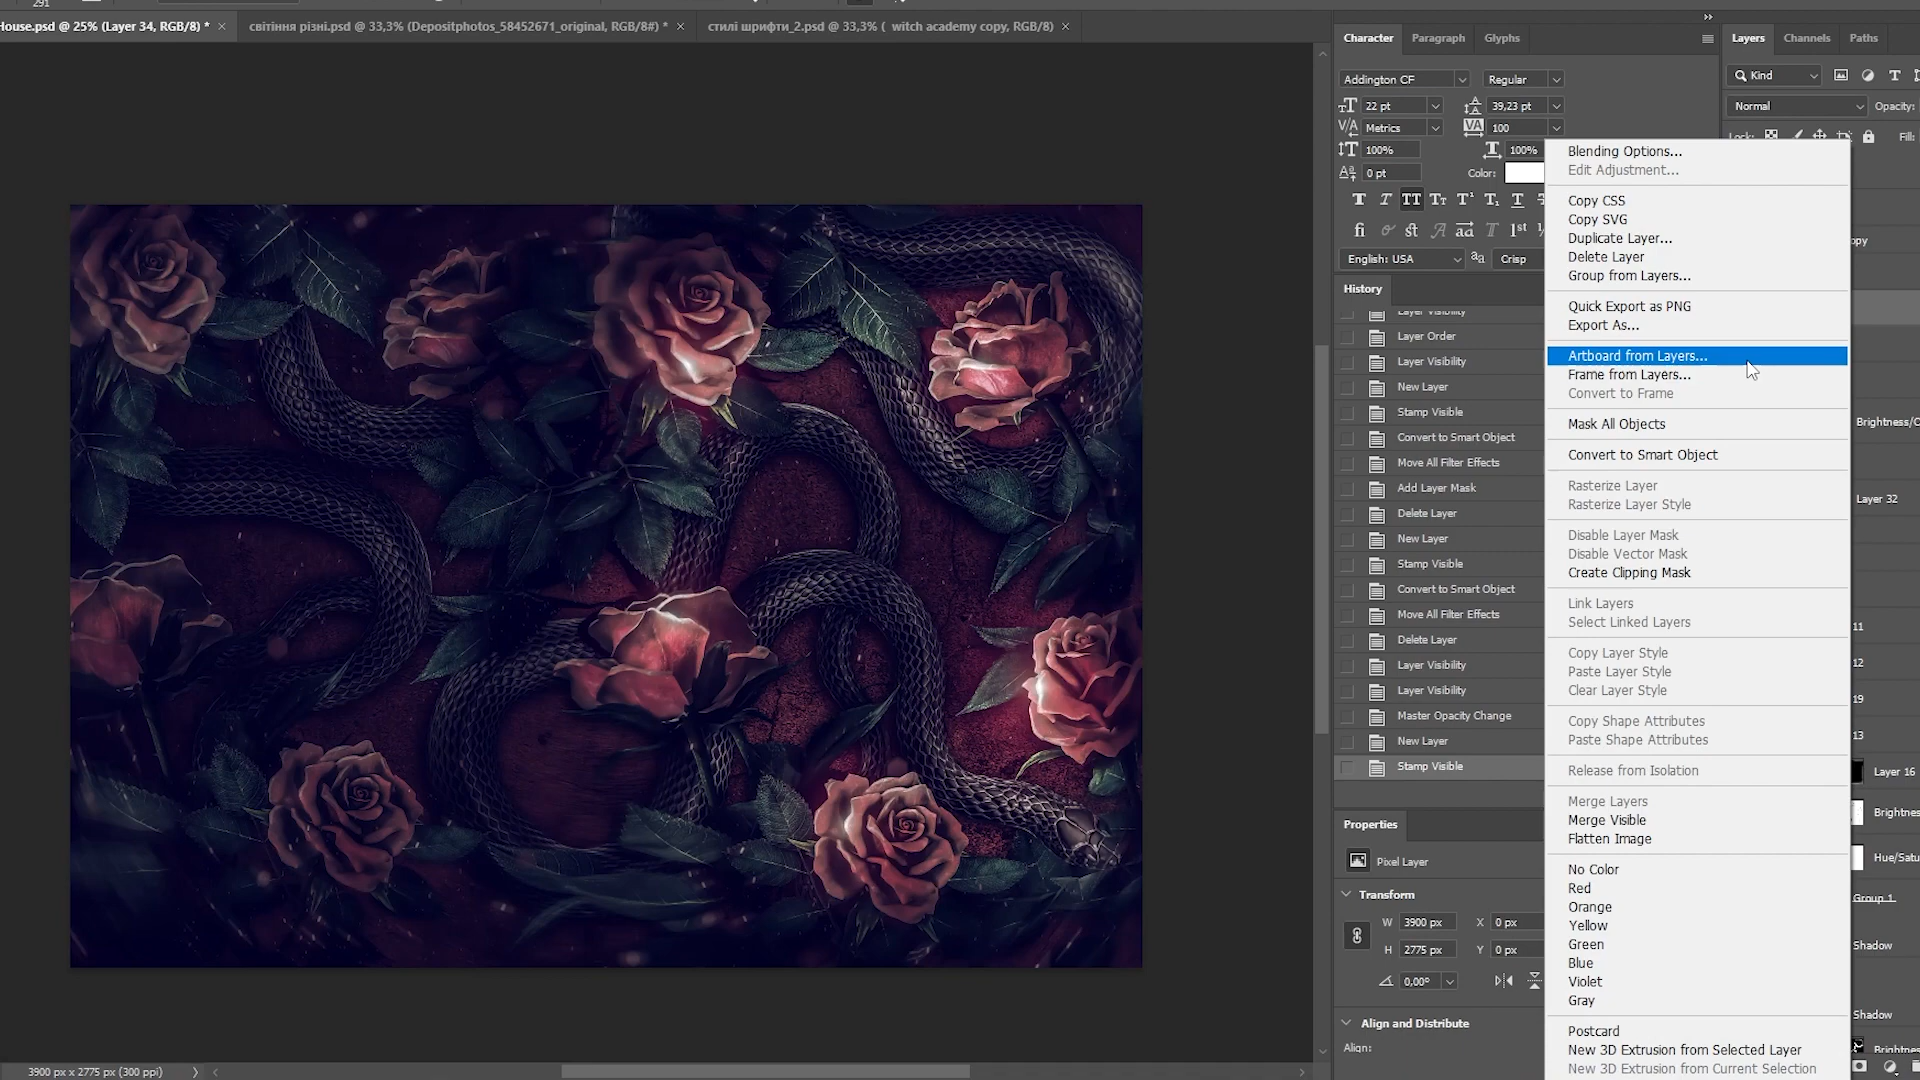 291
House.psd @ 25% (Layer 34, RGB/8) *
світіння різні.psd @ 33,3% (Depositphotos_58452671_original, RGB/8#) *
стилі шрифти_2.psd @ 33,3% ( witch academy copy, RGB/8)
Character
Paragraph
Glyphs
Addington CF
Regular
22 pt
39,23 pt
Metrics
100
100%
100%
0 pt
Color:
English: USA
Crisp
History
Layer Visibility
Layer Order
Layer Visibility
New Layer
Stamp Visible
Convert to Smart Object
Move All Filter Effects
Add Layer Mask
Delete Layer
New Layer
Stamp Visible
Convert to Smart Object
Move All Filter Effects
Delete Layer
Layer Visibility
Layer Visibility
Master Opacity Change
New Layer
Stamp Visible
Properties
Pixel Layer
Transform
W 3900 px X 0 px
H 2775 px Y 0 px
0,00°
Align and Distribute
Align:
Layers
Channels
Paths
Kind
Normal
Opacity:
Lock:
Fill:
Blending Options...
Edit Adjustment...
Copy CSS
Copy SVG
Duplicate Layer...
Delete Layer
Group from Layers...
Quick Export as PNG
Export As...
Artboard from Layers...
Frame from Layers...
Convert to Frame
Mask All Objects
Convert to Smart Object
Rasterize Layer
Rasterize Layer Style
Disable Layer Mask
Disable Vector Mask
Create Clipping Mask
Link Layers
Select Linked Layers
Copy Layer Style
Paste Layer Style
Clear Layer Style
Copy Shape Attributes
Paste Shape Attributes
Release from Isolation
Merge Layers
Merge Visible
Flatten Image
No Color
Red
Orange
Yellow
Green
Blue
Violet
Gray
Postcard
New 3D Extrusion from Selected Layer
New 3D Extrusion from Current Selection
opy
Brightness/C
Layer 32
11
12
19
13
Layer 16
Brightnes
Hue/Satu
Group 1
Shadow
Shadow
Brightnes
3900 px x 2775 px (300 ppi)